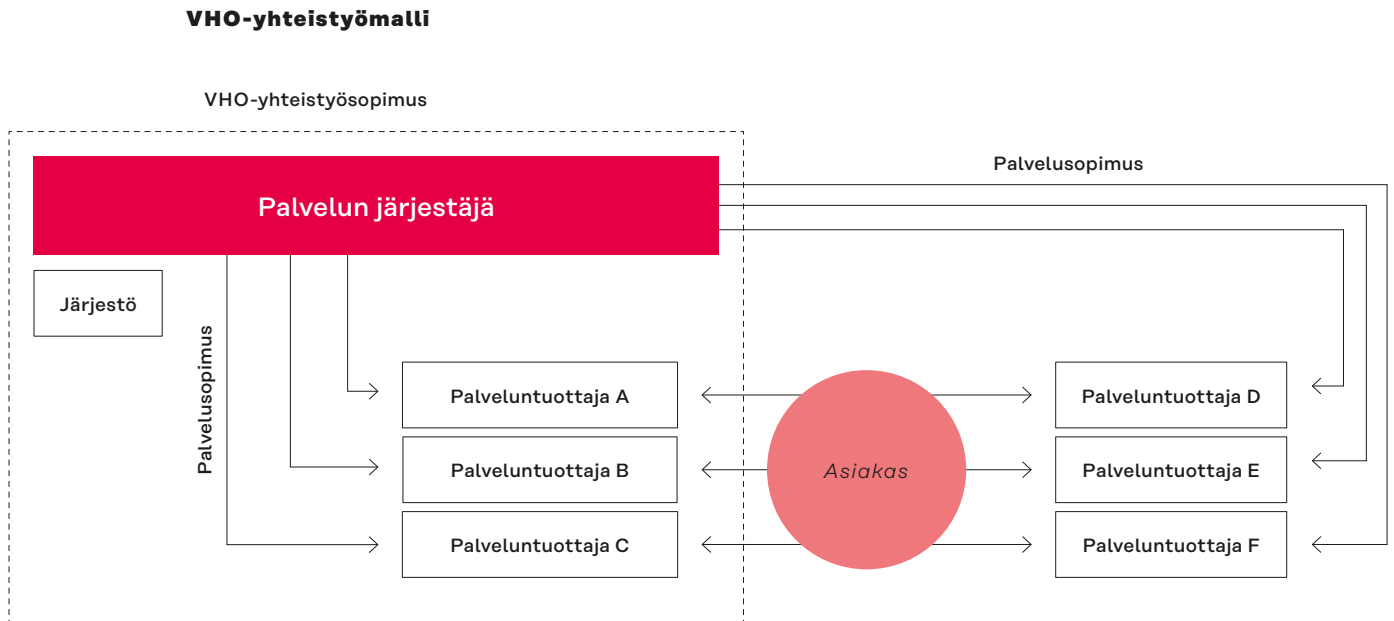 VHO-yhteistyömalli
VHO-yhteistyösopimus
Palvelun järjestäjä
Palvelusopimus
Järjestö
Palvelusopimus
Palveluntuottaja A
Palveluntuottaja B
Palveluntuottaja C
Asiakas
Palveluntuottaja D
Palveluntuottaja E
Palveluntuottaja F